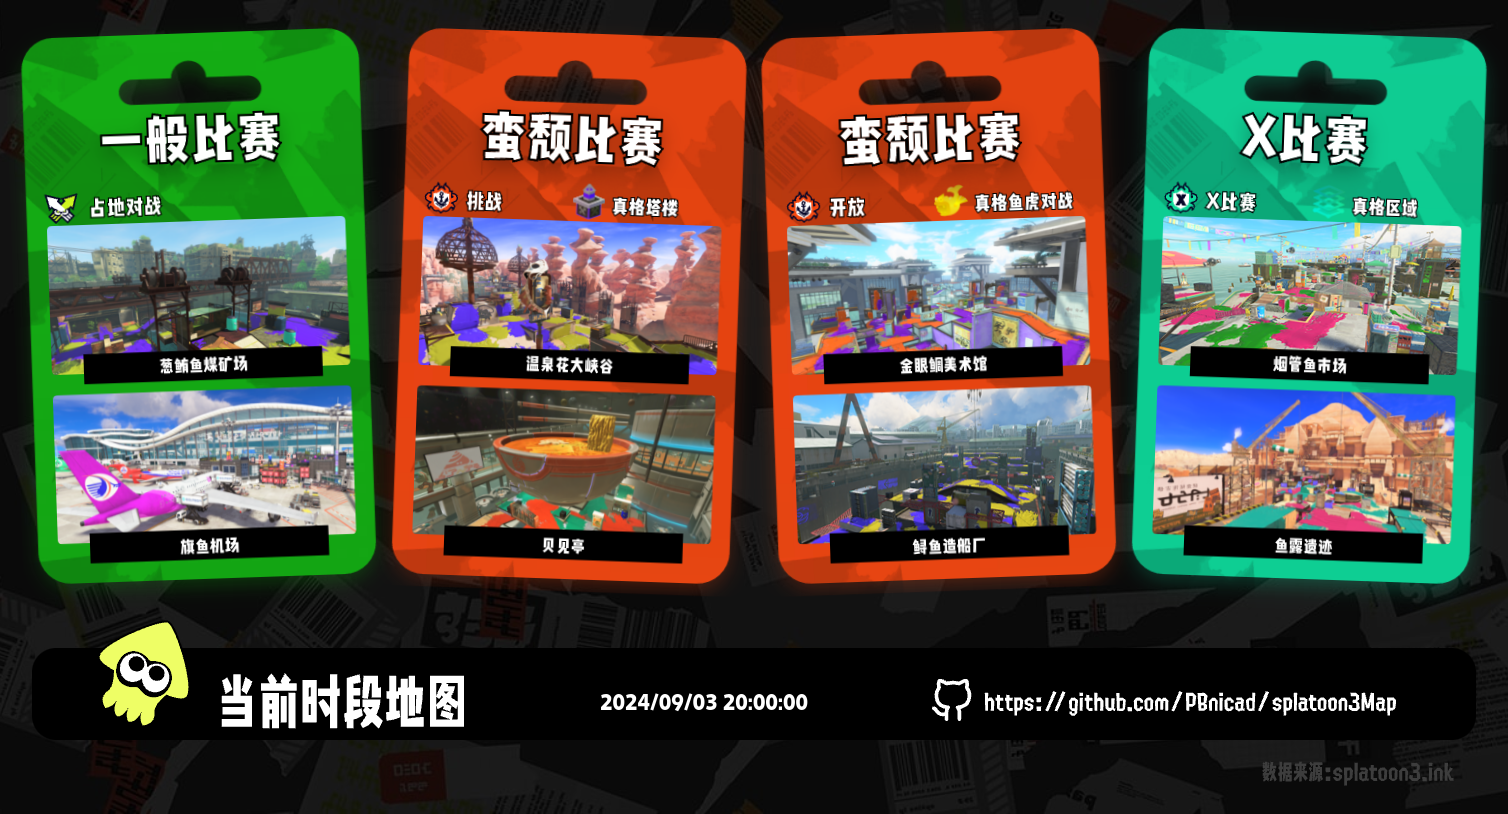 一般比赛
占地对战
葱鲔鱼煤矿场
旗鱼机场
蛮颓比赛
挑战
真格塔楼
温泉花大峡谷
贝见亭
蛮颓比赛
开放
真格鱼虎对战
金眼鲷美术馆
鲟鱼造船厂
X比赛
X比赛
真格区域
烟管鱼市场
鱼露遗迹
当前时段地图
2024/09/03 20:00:00
https://github.com/PBnicad/splatoon3Map
数据来源:splatoon3.ink